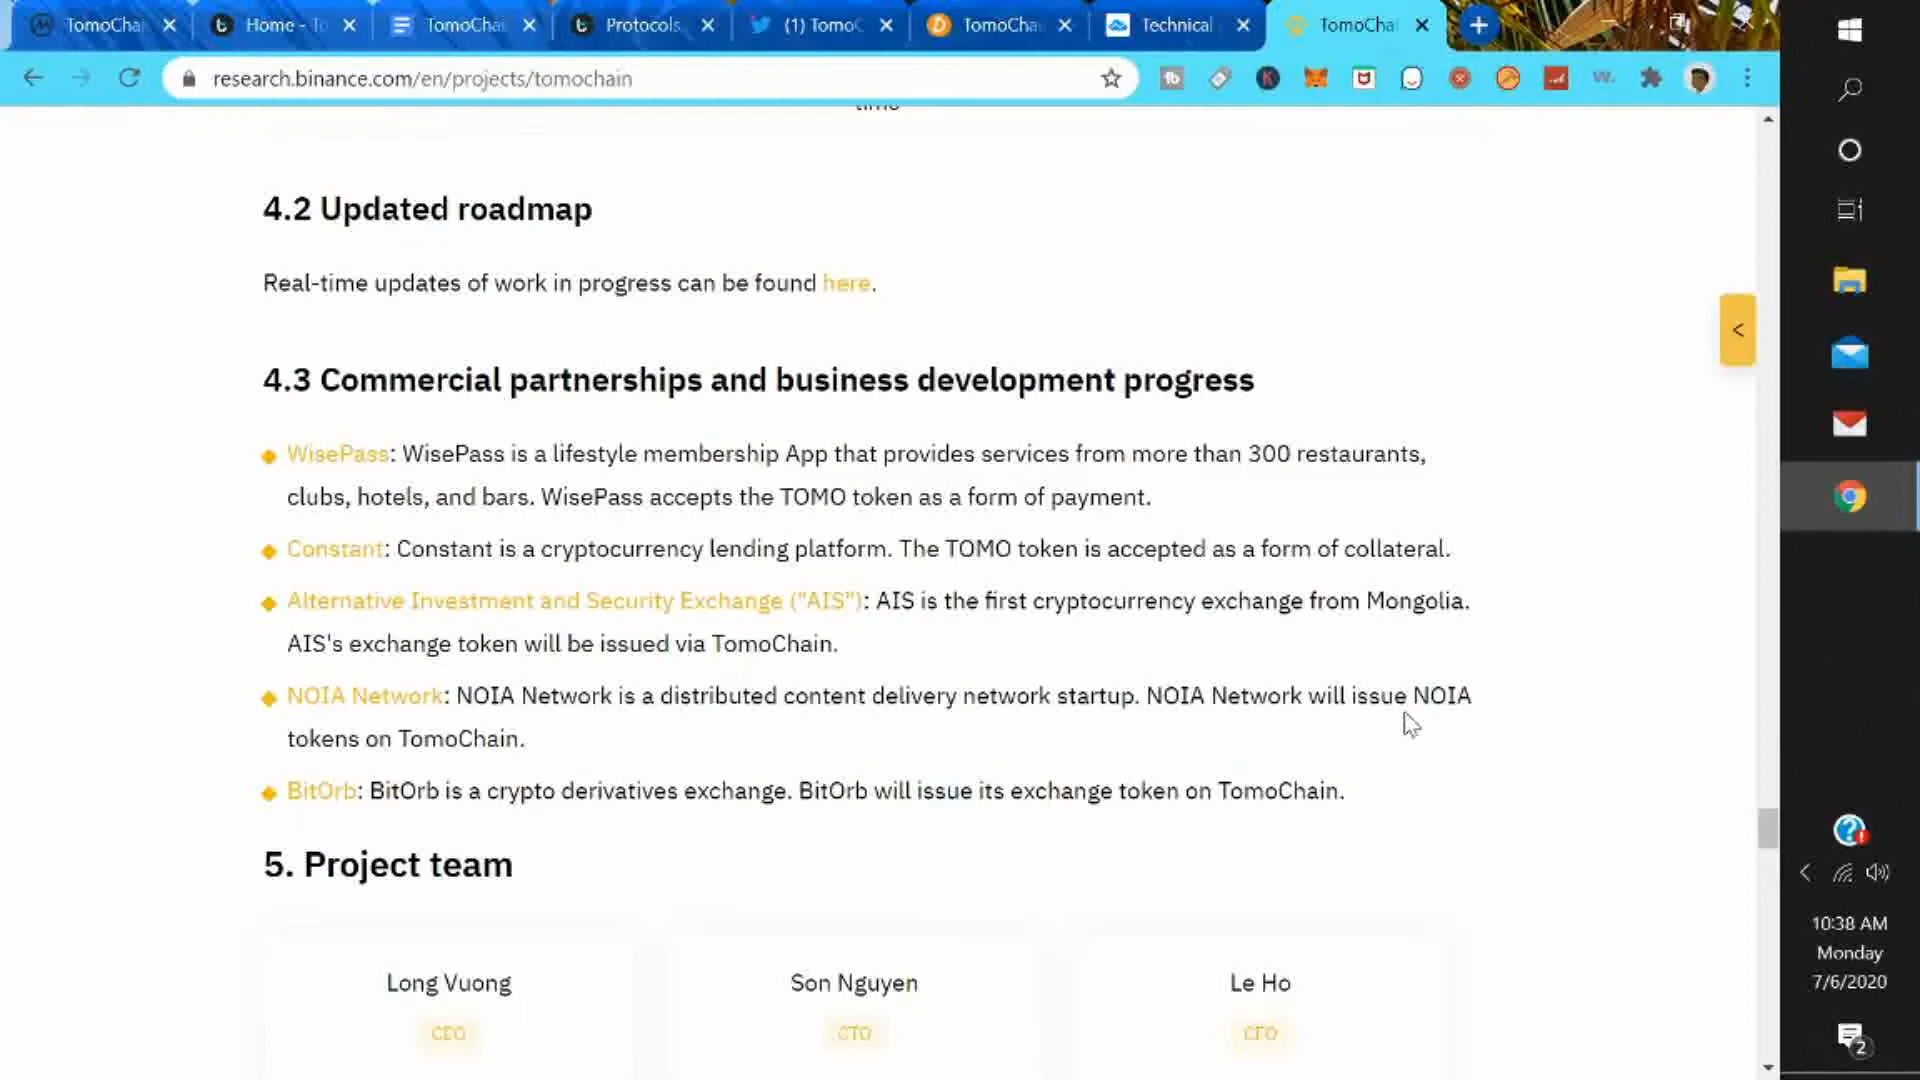 TomoChai
Home - To
TomoChai
Protocols
(1) TomoC
TomoCha
Technical
TomoChai
research.binance.com/en/projects/tomochain
4.2 Updated roadmap
Real-time updates of work in progress can be found here.
4.3 Commercial partnerships and business development progress
WisePass: WisePass is a lifestyle membership App that provides services from more than 300 restaurants,
clubs, hotels, and bars. WisePass accepts the TOMO token as a form of payment.
Constant: Constant is a cryptocurrency lending platform. The TOMO token is accepted as a form of collateral.
Alternative Investment and Security Exchange ("AIS"): AIS is the first cryptocurrency exchange from Mongolia.
AIS's exchange token will be issued via TomoChain.
NOIA Network: NOIA Network is a distributed content delivery network startup. NOIA Network will issue NOIA
tokens on TomoChain.
BitOrb: BitOrb is a crypto derivatives exchange. BitOrb will issue its exchange token on TomoChain.
5. Project team
Long Vuong
Son Nguyen
Le Ho
CEO
CTO
CFO
10:38 AM
Monday
7/6/2020
2